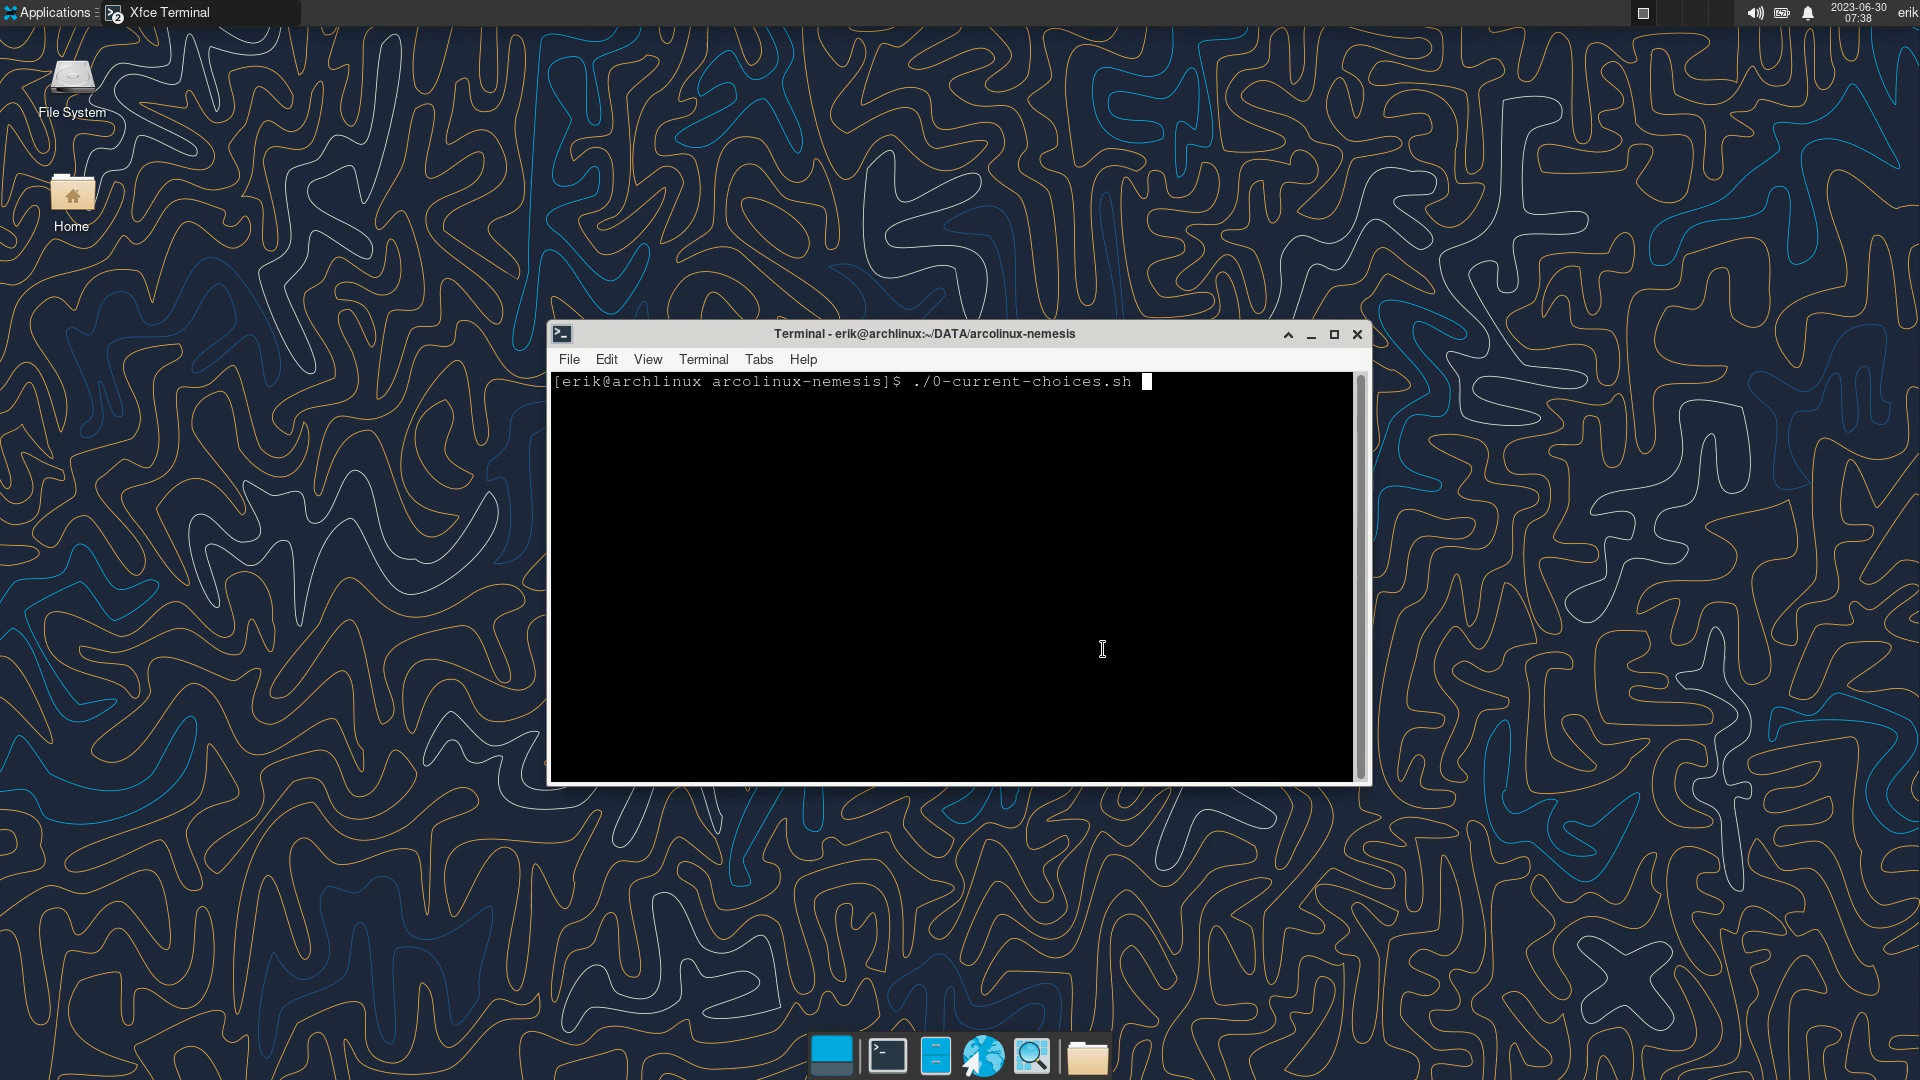 Applications
2 Xfce Terminal
2023-06-30
07:38
erik
File System
Home
Terminal - erik@archlinux:~/DATA/arcolinux-nemesis
File Edit View Terminal Tabs Help
[erik@archlinux arcolinux-nemesis]$ ./0-current-choices.sh